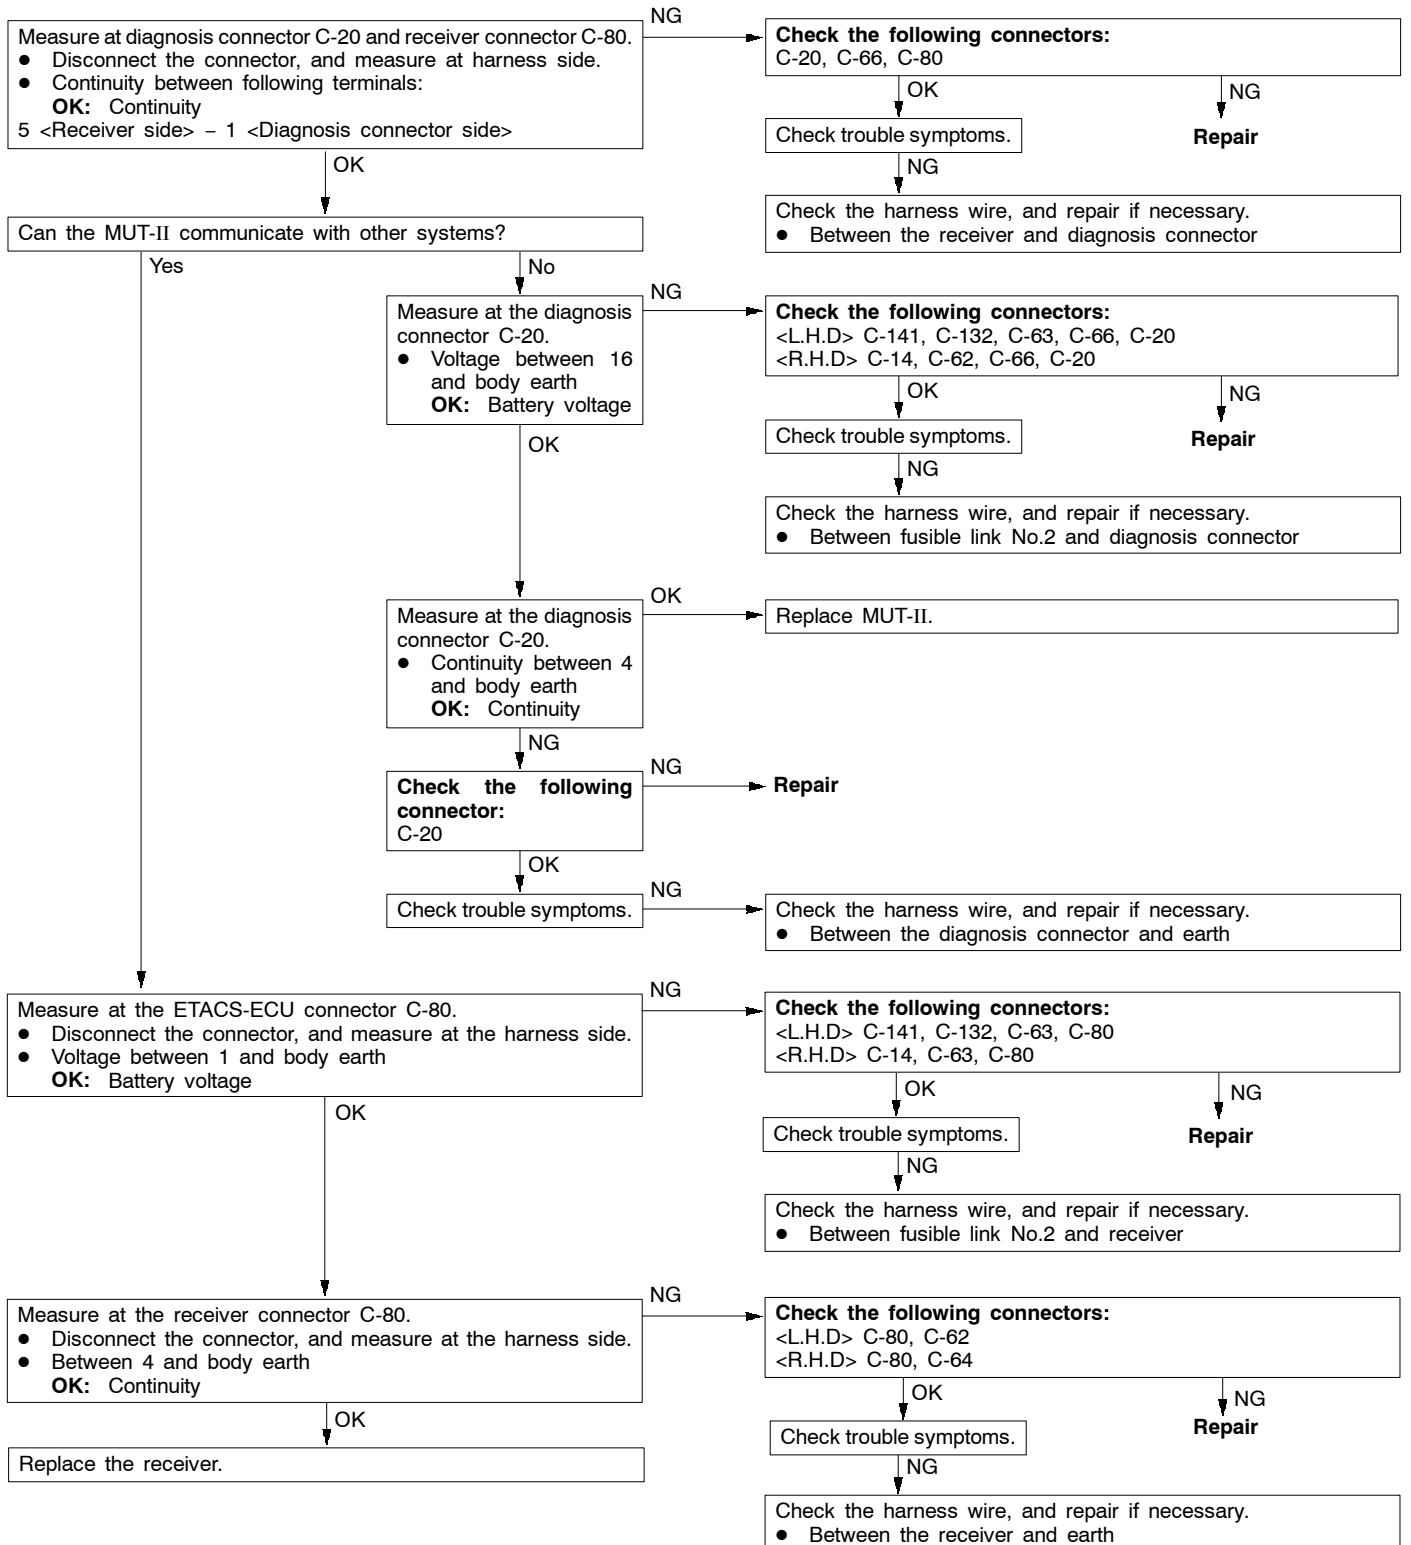 NG
Measure at diagnosis connector C-20 and receiver connector C-80.
● Disconnect the connector, and measure at harness side.
● Continuity between following terminals:
OK: Continuity
5 <Receiver side> – 1 <Diagnosis connector side>
Check the following connectors:
C-20, C-66, C-80
OK
NG
Check trouble symptoms.
Repair
NG
Check the harness wire, and repair if necessary.
● Between the receiver and diagnosis connector
OK
Can the MUT-II communicate with other systems?
Yes
No
Measure at the diagnosis
connector C-20.
● Voltage between 16
and body earth
OK: Battery voltage
NG
Check the following connectors:
<L.H.D> C-141, C-132, C-63, C-66, C-20
<R.H.D> C-14, C-62, C-66, C-20
OK
NG
Check trouble symptoms.
Repair
NG
Check the harness wire, and repair if necessary.
● Between fusible link No.2 and diagnosis connector
OK
Measure at the diagnosis
connector C-20.
● Continuity between 4
and body earth
OK: Continuity
OK
Replace MUT-II.
NG
Check the following
connector:
C-20
NG
Repair
OK
Check trouble symptoms.
NG
Check the harness wire, and repair if necessary.
● Between the diagnosis connector and earth
Measure at the ETACS-ECU connector C-80.
● Disconnect the connector, and measure at the harness side.
● Voltage between 1 and body earth
OK: Battery voltage
NG
Check the following connectors:
<L.H.D> C-141, C-132, C-63, C-80
<R.H.D> C-14, C-63, C-80
OK
NG
Check trouble symptoms.
Repair
NG
Check the harness wire, and repair if necessary.
● Between fusible link No.2 and receiver
OK
Measure at the receiver connector C-80.
● Disconnect the connector, and measure at the harness side.
● Between 4 and body earth
OK: Continuity
NG
Check the following connectors:
<L.H.D> C-80, C-62
<R.H.D> C-80, C-64
OK
NG
Check trouble symptoms.
Repair
NG
Check the harness wire, and repair if necessary.
● Between the receiver and earth
OK
Replace the receiver.